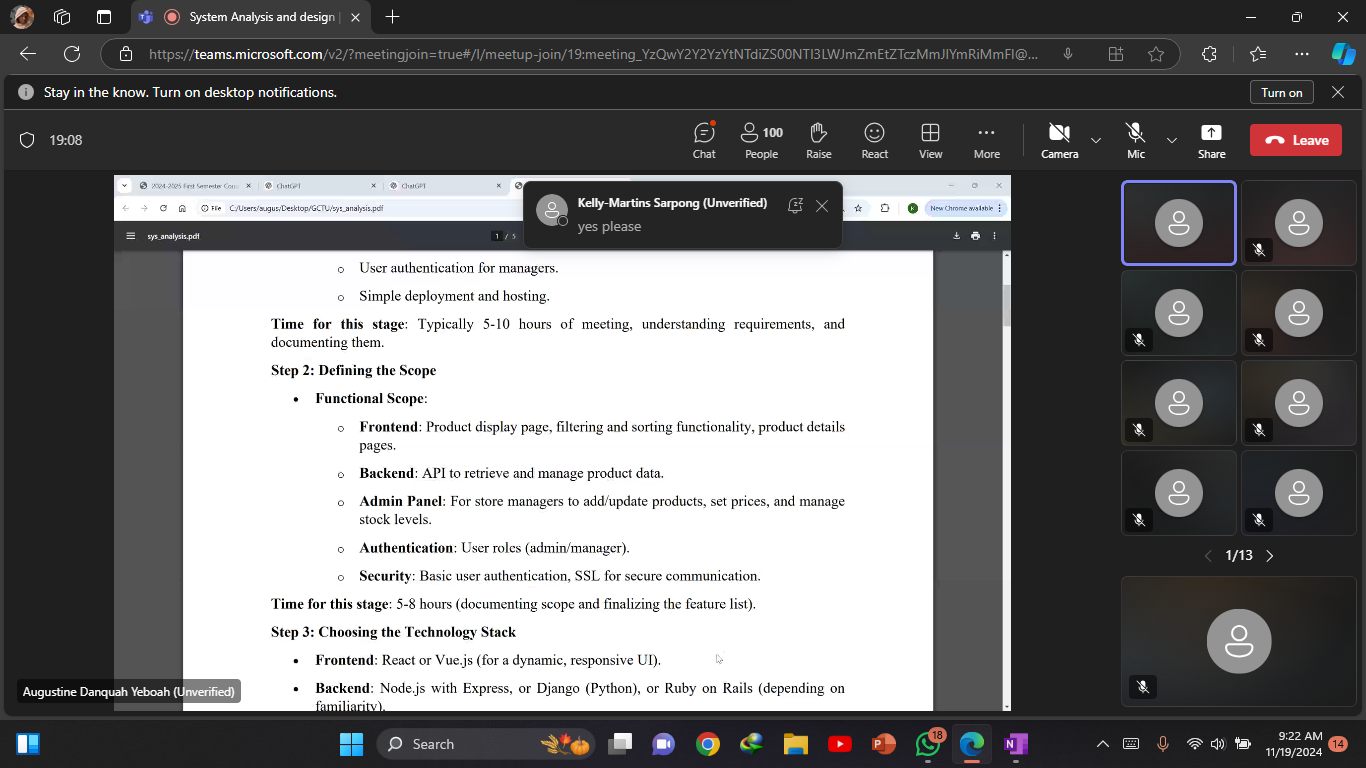 System Analysis and design |
https://teams.microsoft.com/v2/?meetingjoin=true#/l/meetup-join/19:meeting_YzQwY2Y2YzYtNTdiZS00NTI3LWJmZmEtZTczMmJlYmRiMmFl@...
Stay in the know. Turn on desktop notifications.
Turn on
19:08
Chat
100
People
Raise
React
View
More
Camera
Mic
Share
Leave
2024-2025 First Semester Cou
ChatGPT
ChatGPT
File C:/Users/augus/Desktop/GCTU/sys_analysis.pdf
K
New Chrome available
sys_analysis.pdf
1 / 5
Kelly-Martins Sarpong (Unverified)
yes please
User authentication for managers.
Simple deployment and hosting.
Time for this stage: Typically 5-10 hours of meeting, understanding requirements, and
documenting them.
Step 2: Defining the Scope
• Functional Scope:
Frontend: Product display page, filtering and sorting functionality, product details
pages.
Backend: API to retrieve and manage product data.
Admin Panel: For store managers to add/update products, set prices, and manage
stock levels.
Authentication: User roles (admin/manager).
Security: Basic user authentication, SSL for secure communication.
Time for this stage: 5-8 hours (documenting scope and finalizing the feature list).
Step 3: Choosing the Technology Stack
• Frontend: React or Vue.js (for a dynamic, responsive UI).
• Backend: Node.js with Express, or Django (Python), or Ruby on Rails (depending on
familiarity).
Augustine Danquah Yeboah (Unverified)
1/13
Search
18
9:22 AM
11/19/2024
14